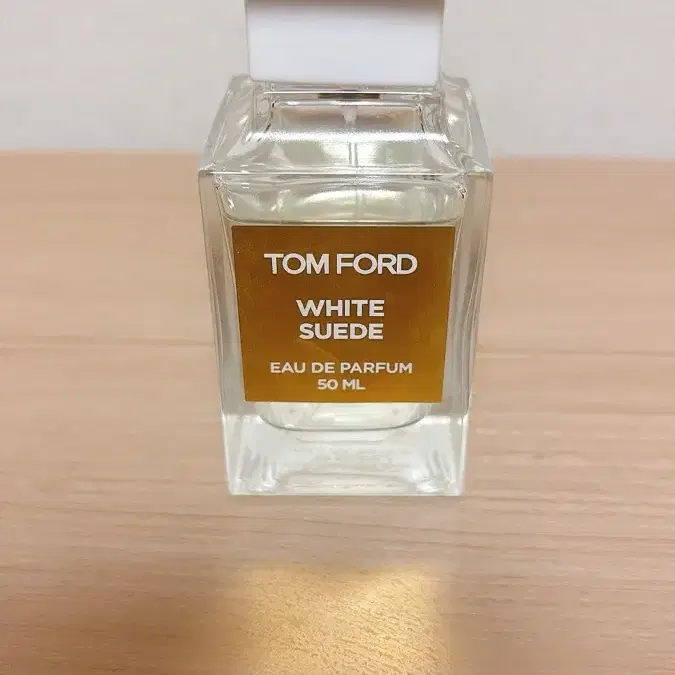 TOM FORD
WHITE
SUEDE
EAU DE PARFUM
50 ML